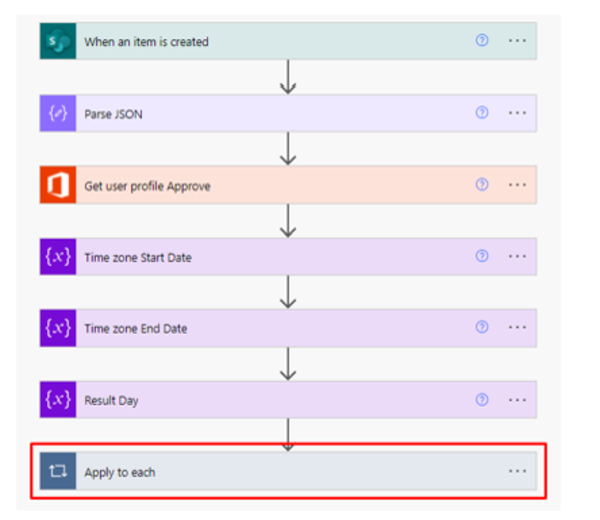 When an item is created
Parse JSON
Get user profile Approve
Time zone Start Date
Time zone End Date
Result Day
Apply to each